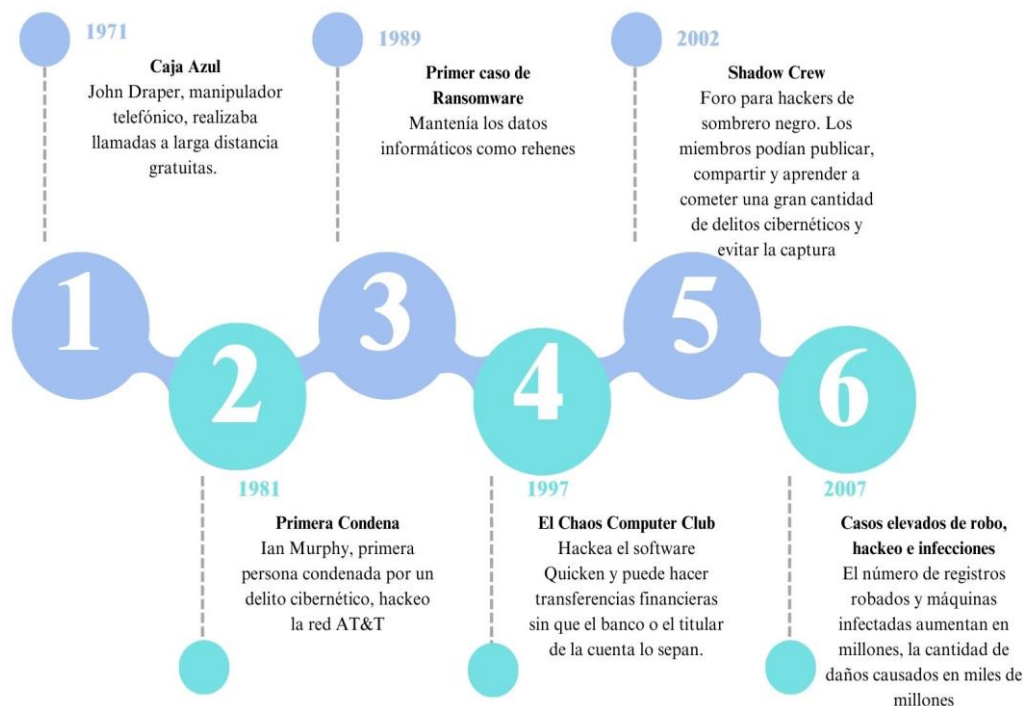 1971
Caja Azul
John Draper, manipulador
telefónico, realizaba
llamadas a larga distancia
gratuitas.
1
2
1981
Primera Condena
Ian Murphy, primera
persona condenada por un
delito cibernético, hackeo
la red AT&T
1989
Primer caso de
Ransomware
Mantenía los datos
informáticos como rehenes
3
4
1997
El Chaos Computer Club
Hackea el software
Quicken y puede hacer
transferencias financieras
sin que el banco o el titular
de la cuenta lo sepan.
2002
Shadow Crew
Foro para hackers de
sombrero negro. Los
miembros podían publicar,
compartir y aprender a
cometer una gran cantidad
de delitos cibernéticos y
evitar la captura
5
6
2007
Casos elevados de robo,
hackeo e infecciones
El número de registros
robados y máquinas
infectadas aumentan en
millones, la cantidad de
daños causados en miles de
millones